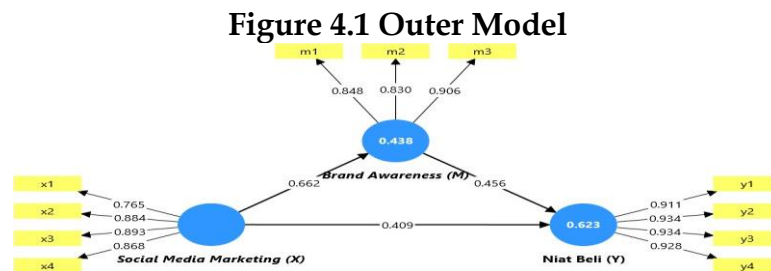 Figure 4.1 Outer Model
m1 m2 m3
0.848 0.830 0.906
0.438
Brand Awareness (M)
0.662 0.456
x1
x2
x3
x4
0.765
0.884
0.893
0.868
Social Media Marketing (X)
0.409
0.623
Niat Beli (Y)
0.911
0.934
0.934
0.928
y1
y2
y3
y4